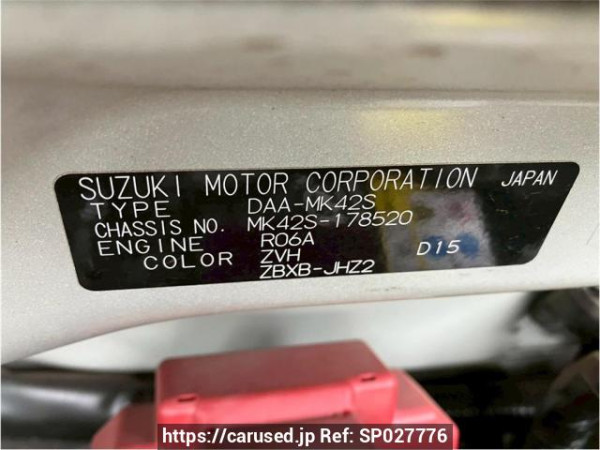 SUZUKI MOTOR CORPORATION JAPAN
TYPE DAA-MK42S
CHASSIS NO. MK42S-178520
ENGINE R06A D15
COLOR ZVH
ZBXB-JHZ2
https://carused.jp Ref: SP027776